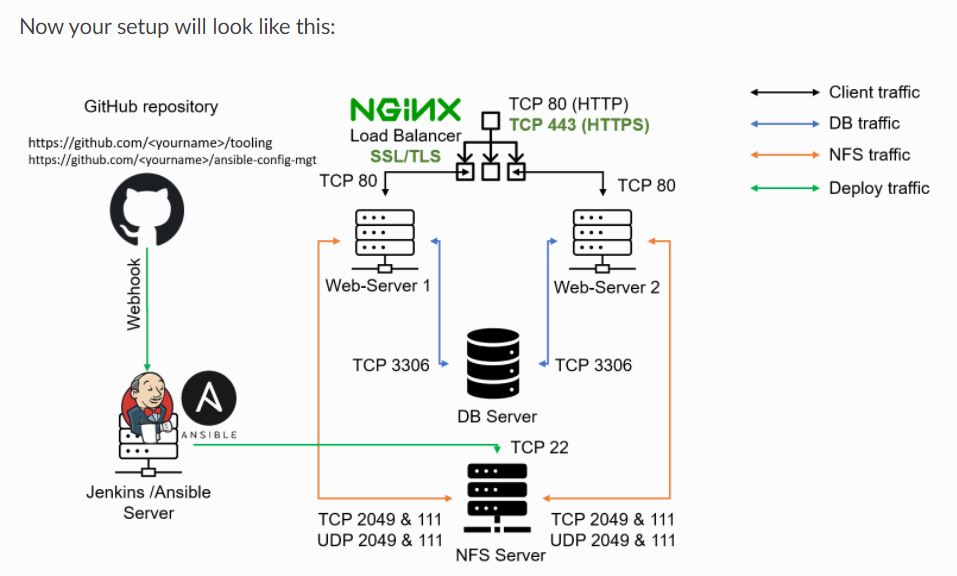 Now your setup will look like this:
GitHub repository
https://github.com/<yourname>/tooling
https://github.com/<yourname>/ansible-config-mgt
Webhook
ANSIBLE
Jenkins /Ansible
Server
NGiNX
Load Balancer
SSL/TLS
TCP 80 (HTTP)
TCP 443 (HTTPS)
TCP 80
TCP 80
Web-Server 1
Web-Server 2
TCP 3306
TCP 3306
DB Server
TCP 22
TCP 2049 & 111
UDP 2049 & 111
TCP 2049 & 111
UDP 2049 & 111
NFS Server
Client traffic
DB traffic
NFS traffic
Deploy traffic